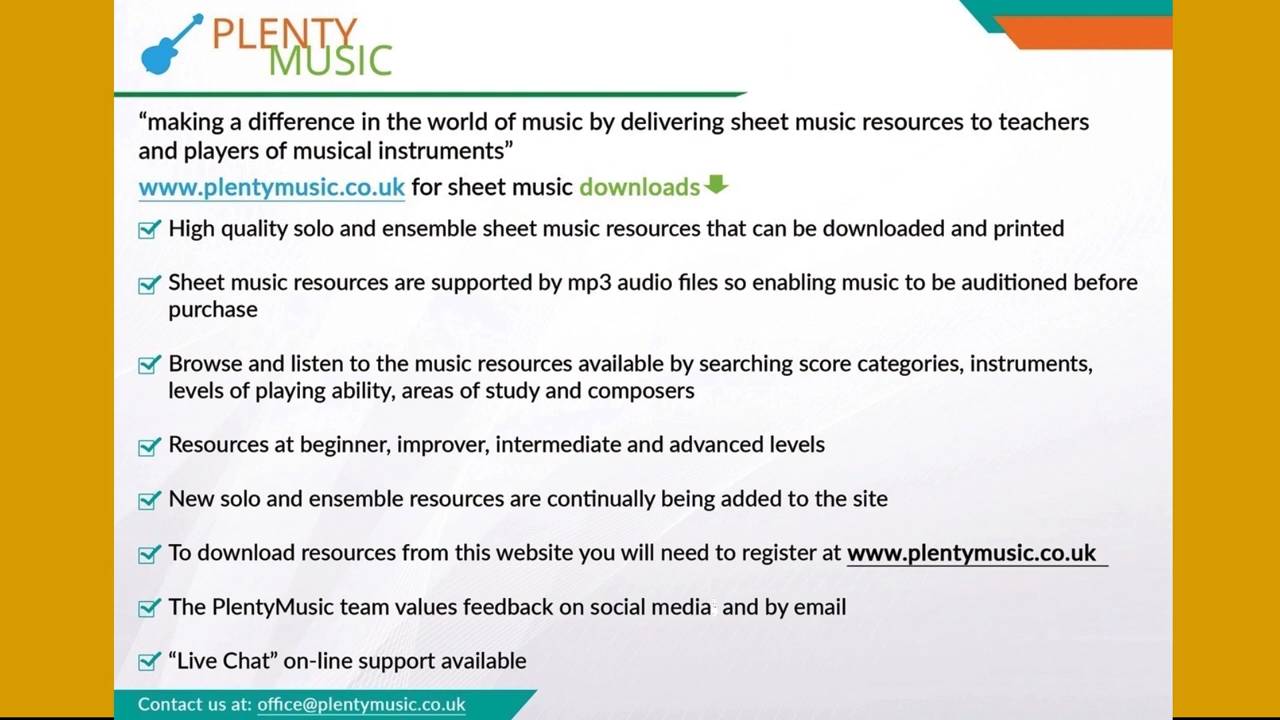 PLENTY
MUSIC
“making a difference in the world of music by delivering sheet music resources to teachers
and players of musical instruments”
www.plentymusic.co.uk for sheet music downloads
High quality solo and ensemble sheet music resources that can be downloaded and printed
Sheet music resources are supported by mp3 audio files so enabling music to be auditioned before
purchase
Browse and listen to the music resources available by searching score categories, instruments,
levels of playing ability, areas of study and composers
Resources at beginner, improver, intermediate and advanced levels
New solo and ensemble resources are continually being added to the site
To download resources from this website you will need to register at www.plentymusic.co.uk
The PlentyMusic team values feedback on social media and by email
“Live Chat” on-line support available
Contact us at: office@plentymusic.co.uk